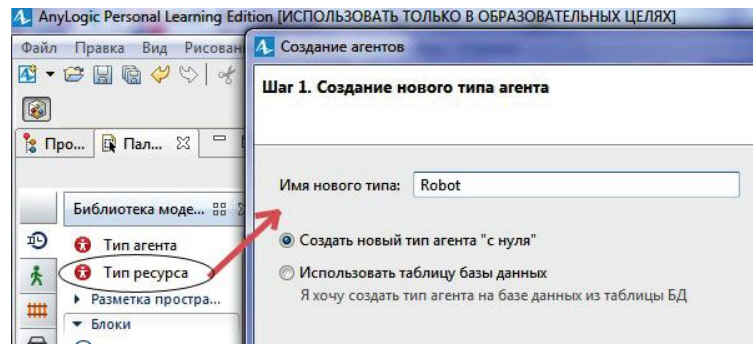 AnyLogic Personal Learning Edition [ИСПОЛЬЗОВАТЬ ТОЛЬКО В ОБРАЗОВАТЕЛЬНЫХ ЦЕЛЯХ]
Файл Правка Вид Рисован
Создание агентов
Шаг 1. Создание нового типа агента
Про... Пал...
Имя нового типа: Robot
Библиотека моде...
Тип агента
Создать новый тип агента "с нуля"
Тип ресурса
Использовать таблицу базы данных
Я хочу создать тип агента на базе данных из таблицы БД
Разметка простра...
Блоки